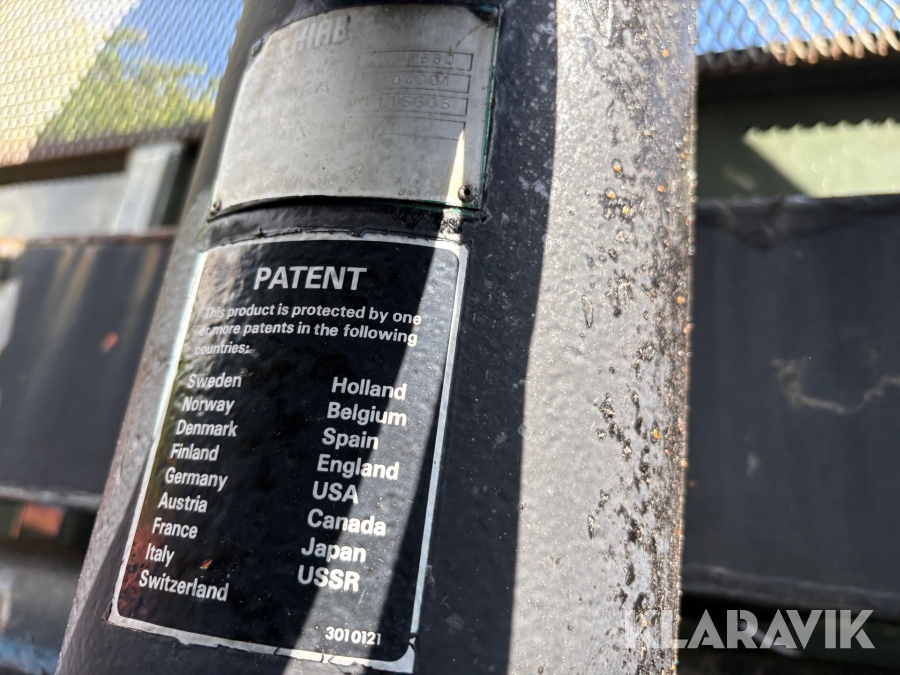 HIAB
PATENT
This product is protected by one
or more patents in the following
countries:
Sweden
Norway
Denmark
Finland
Germany
Austria
France
Italy
Switzerland
Holland
Belgium
Spain
England
USA
Canada
Japan
USSR
3010121
KLARAVIK